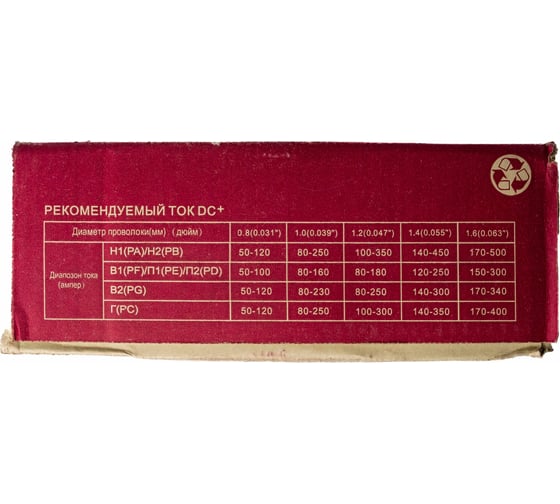 РЕКОМЕНДУЕМЫЙ ТОК DC+
Диаметр проволоки(мм) (дюйм) 0.8(0.031") 1.0(0.039") 1.2(0.047") 1.4(0.055") 1.6(0.063")
Диапозон тока (ампер) Н1(PA)/H2(PB) 50-120 80-250 100-350 140-450 170-500
В1(PF)/П1(PE)/П2(PD) 50-100 80-160 80-180 120-250 150-300
В2(PG) 50-120 80-230 80-250 140-300 170-340
Г(PC) 50-120 80-250 100-300 140-350 170-400